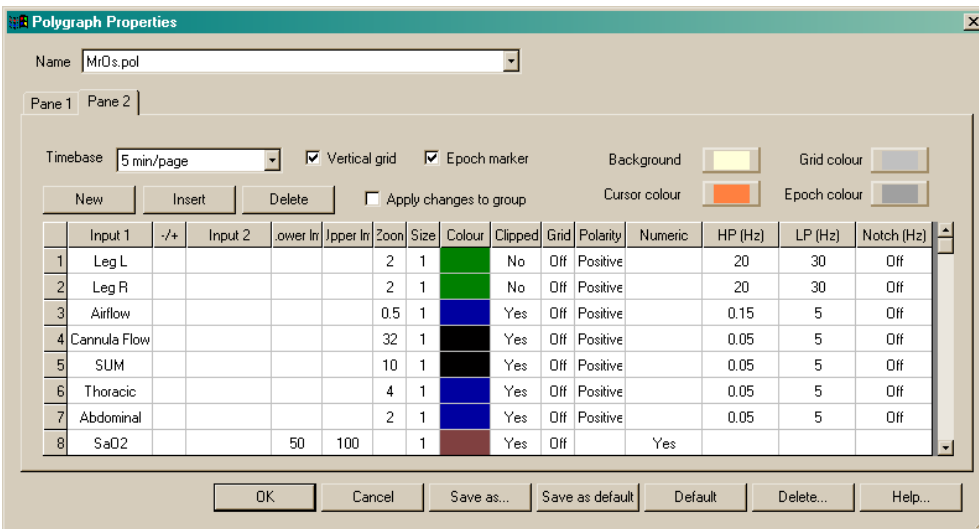 Polygraph Properties
Name MrOs.pol
Pane 1 Pane 2
Timebase 5 min/page Vertical grid Epoch marker Background Grid colour
New Insert Delete Apply changes to group Cursor colour Epoch colour
Input 1 -/+ Input 2 Zoon Size Colour Clipped Grid Polarity Numeric HP (Hz) LP (Hz) Notch (Hz)
1 Leg L 2 1 No Off Positive 20 30 Off
2 Leg R 2 1 No Off Positive 20 30 Off
3 Airflow 0.5 1 Yes Off Positive 0.15 5 Off
4 Cannula Flow 32 1 Yes Off Positive 0.05 5 Off
5 SUM 10 1 Yes Off Positive 0.05 5 Off
6 Thoracic 4 1 Yes Off Positive 0.05 5 Off
7 Abdominal 2 1 Yes Off Positive 0.05 5 Off
8 SaO2 50 100 1 Yes Off Yes
OK Cancel Save as... Save as default Default Delete... Help...